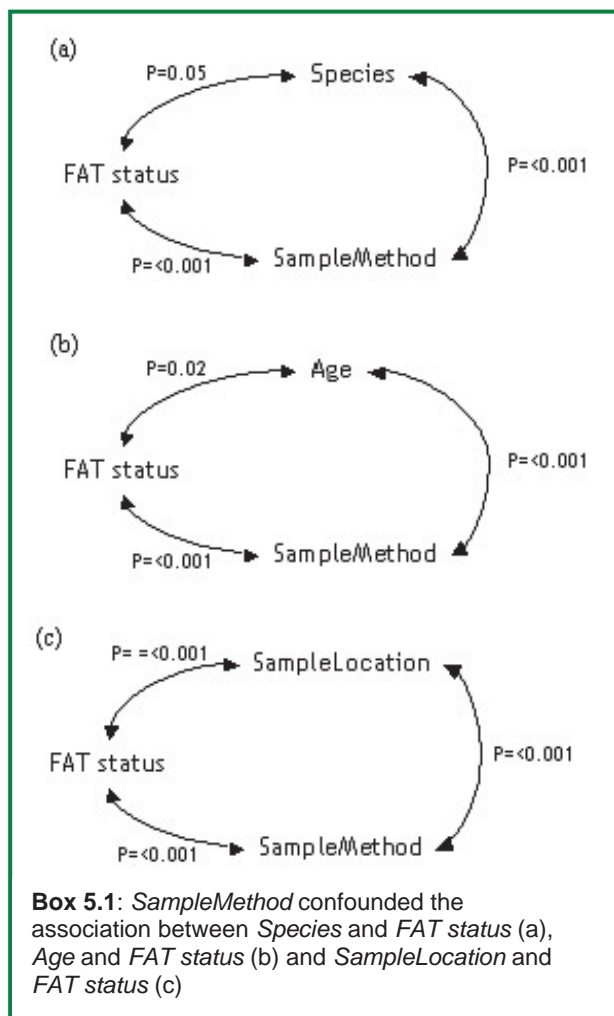 (a)
P=0.05
Species
FAT status
P=<0.001
P=<0.001
SampleMethod
(b)
P=0.02
Age
FAT status
P=<0.001
P=<0.001
SampleMethod
(c)
P= =<0.001
SampleLocation
FAT status
P=<0.001
P=<0.001
SampleMethod
Box 5.1: SampleMethod confounded the
association between Species and FAT status (a),
Age and FAT status (b) and SampleLocation and
FAT status (c)